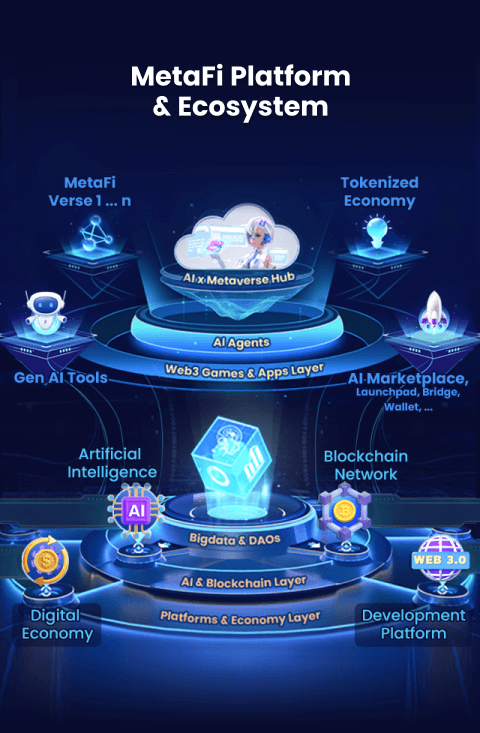 MetaFi Platform
& Ecosystem
MetaFi
Verse 1 ... n
Tokenized
Economy
AI x Metaverse Hub
AI Agents
Web3 Games & Apps Layer
Gen AI Tools
AI Marketplace,
Launchpad, Bridge,
Wallet, ...
Artificial
Intelligence
Blockchain
Network
AI
Bigdata & DAOs
WEB 3.0
AI & Blockchain Layer
Platforms & Economy Layer
Digital
Economy
Development
Platform